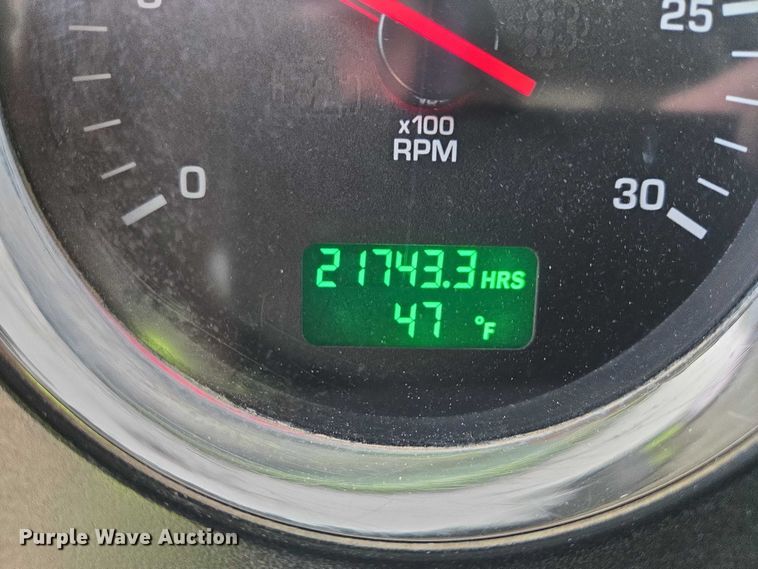 25
x100
RPM
0
30
21743.3 HRS
47 °F
Purple Wave Auction